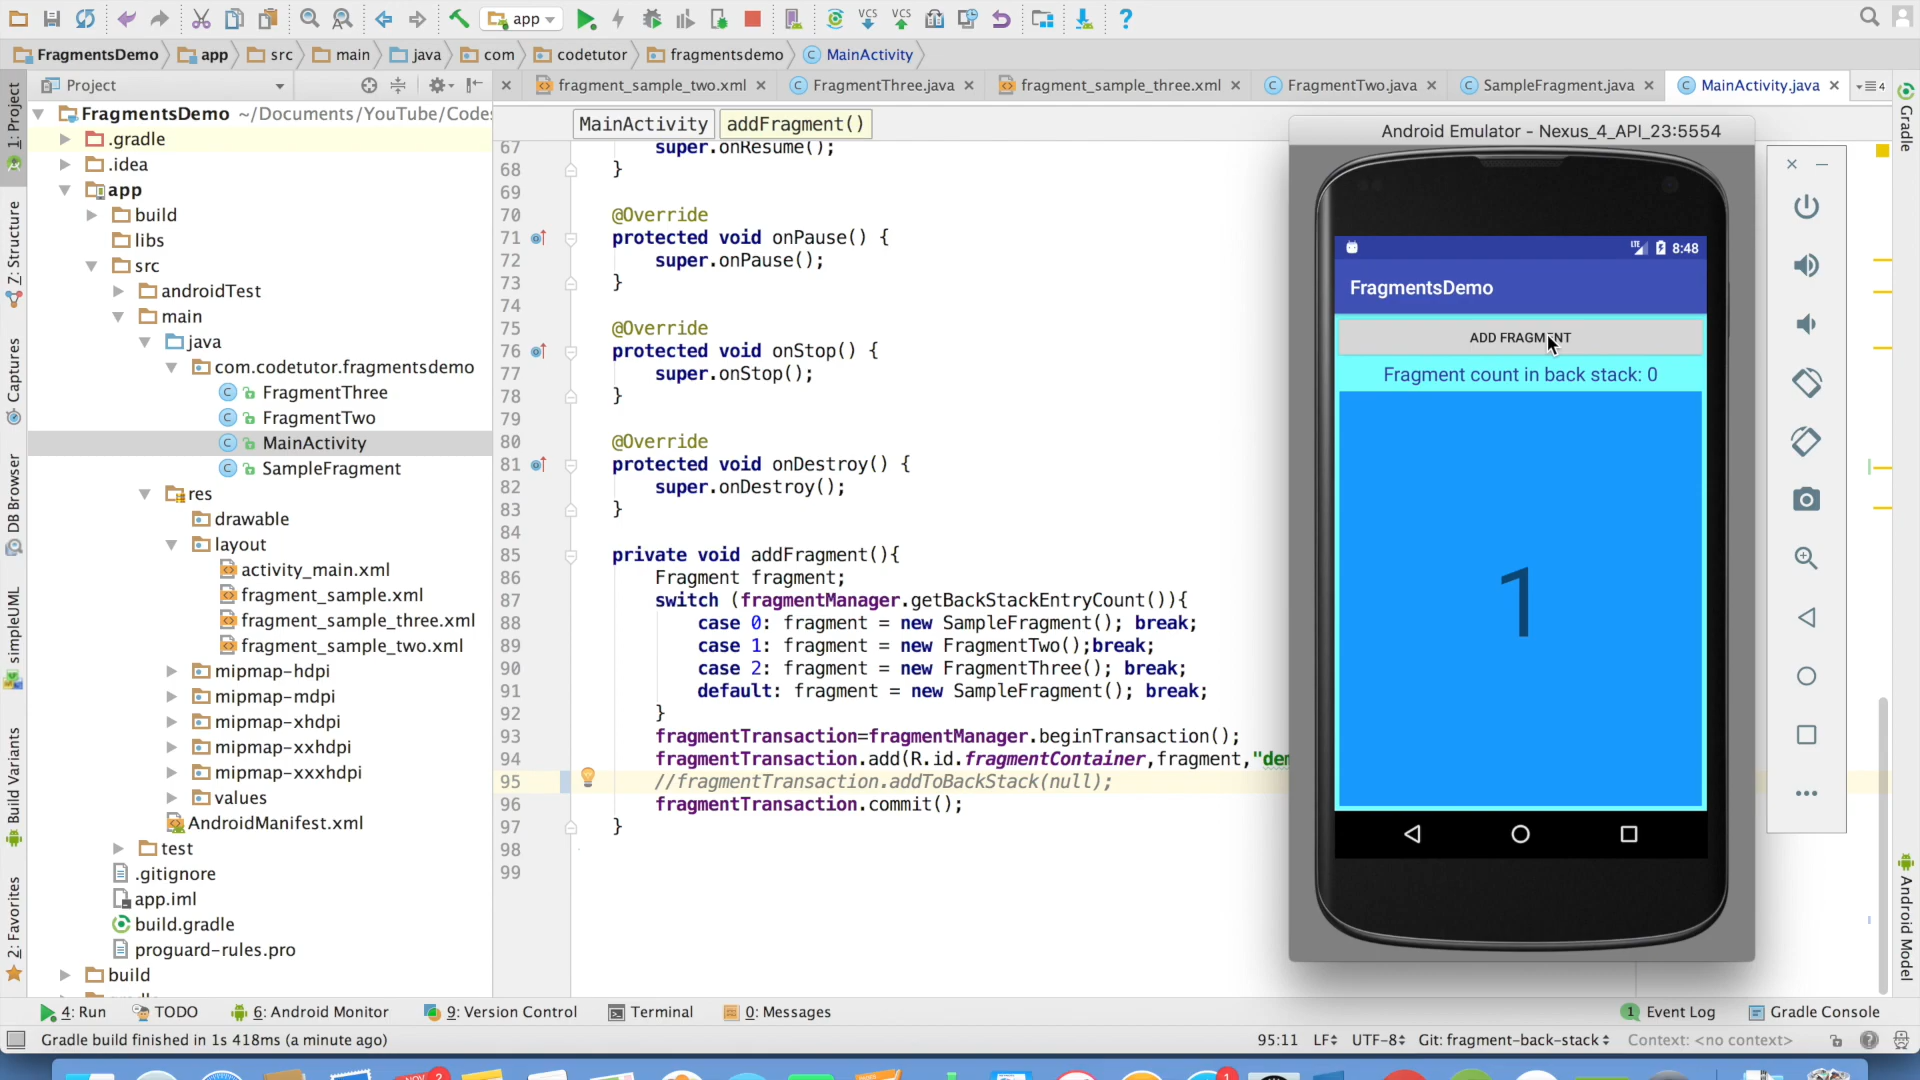 app
VCS
VCS
FragmentsDemo
app
src
main
java
com
codetutor
fragmentsdemo
MainActivity
Project
fragment_sample_two.xml
FragmentThree.java
fragment_sample_three.xml
FragmentTwo.java
SampleFragment.java
MainActivity.java
4
1: Project
Z: Structure
Captures
DB Browser
simpleUML
Build Variants
2: Favorites
FragmentsDemo ~/Documents/YouTube/Codes
.gradle
.idea
app
build
libs
src
androidTest
main
java
com.codetutor.fragmentsdemo
FragmentThree
FragmentTwo
MainActivity
SampleFragment
res
drawable
layout
activity_main.xml
fragment_sample.xml
fragment_sample_three.xml
fragment_sample_two.xml
mipmap-hdpi
mipmap-mdpi
mipmap-xhdpi
mipmap-xxhdpi
mipmap-xxxhdpi
values
AndroidManifest.xml
test
.gitignore
app.iml
build.gradle
proguard-rules.pro
build
MainActivity
addFragment()
67 super.onResume();
68 }
69
70 @Override
71 protected void onPause() {
72 super.onPause();
73 }
74
75 @Override
76 protected void onStop() {
77 super.onStop();
78 }
79
80 @Override
81 protected void onDestroy() {
82 super.onDestroy();
83 }
84
85 private void addFragment(){
86 Fragment fragment;
87 switch (fragmentManager.getBackStackEntryCount()){
88 case 0: fragment = new SampleFragment(); break;
89 case 1: fragment = new FragmentTwo();break;
90 case 2: fragment = new FragmentThree(); break;
91 default: fragment = new SampleFragment(); break;
92 }
93 fragmentTransaction=fragmentManager.beginTransaction();
94 fragmentTransaction.add(R.id.fragmentContainer,fragment,"dem
95 //fragmentTransaction.addToBackStack(null);
96 fragmentTransaction.commit();
97 }
98
99
Android Emulator - Nexus_4_API_23:5554
LTE
8:48
FragmentsDemo
ADD FRAGMENT
Fragment count in back stack: 0
1
Gradle
Android Model
4: Run
TODO
6: Android Monitor
9: Version Control
Terminal
0: Messages
1 Event Log
Gradle Console
Gradle build finished in 1s 418ms (a minute ago)
95:11
LF
UTF-8
Git: fragment-back-stack
Context: <no context>
2
1